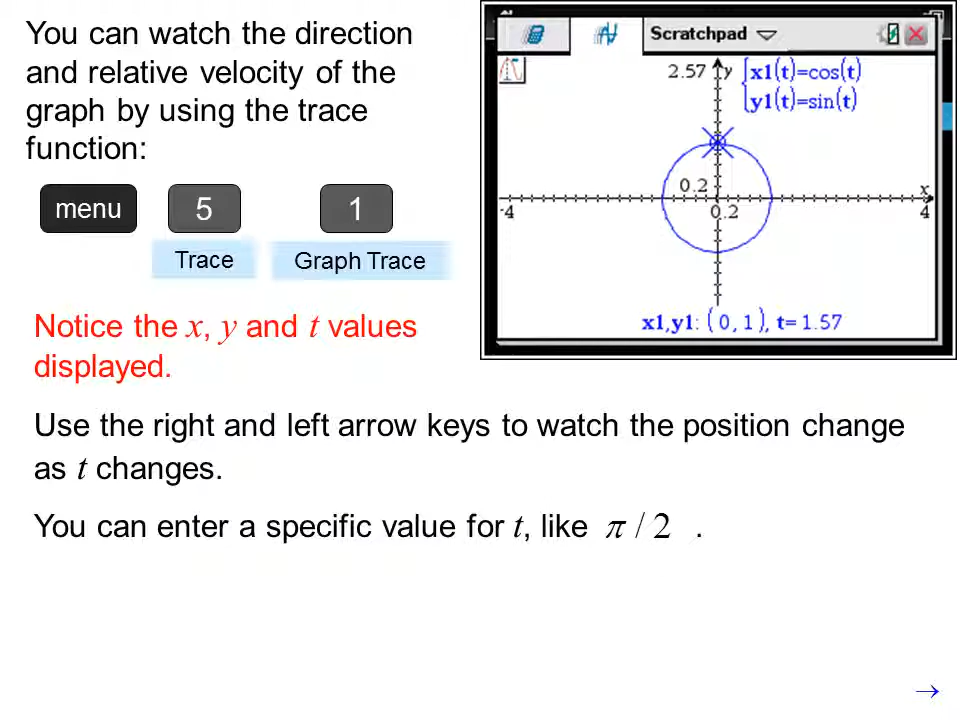 You can watch the direction
and relative velocity of the
graph by using the trace
function:
menu 5 1
Trace Graph Trace
Notice the x, y and t values
displayed.
Use the right and left arrow keys to watch the position change
as t changes.
You can enter a specific value for t, like π / 2 .
Scratchpad
2.57 y
x1(t)=cos(t)
y1(t)=sin(t)
0.2
x
-4 0.2 4
x1,y1: (0,1), t=1.57
→